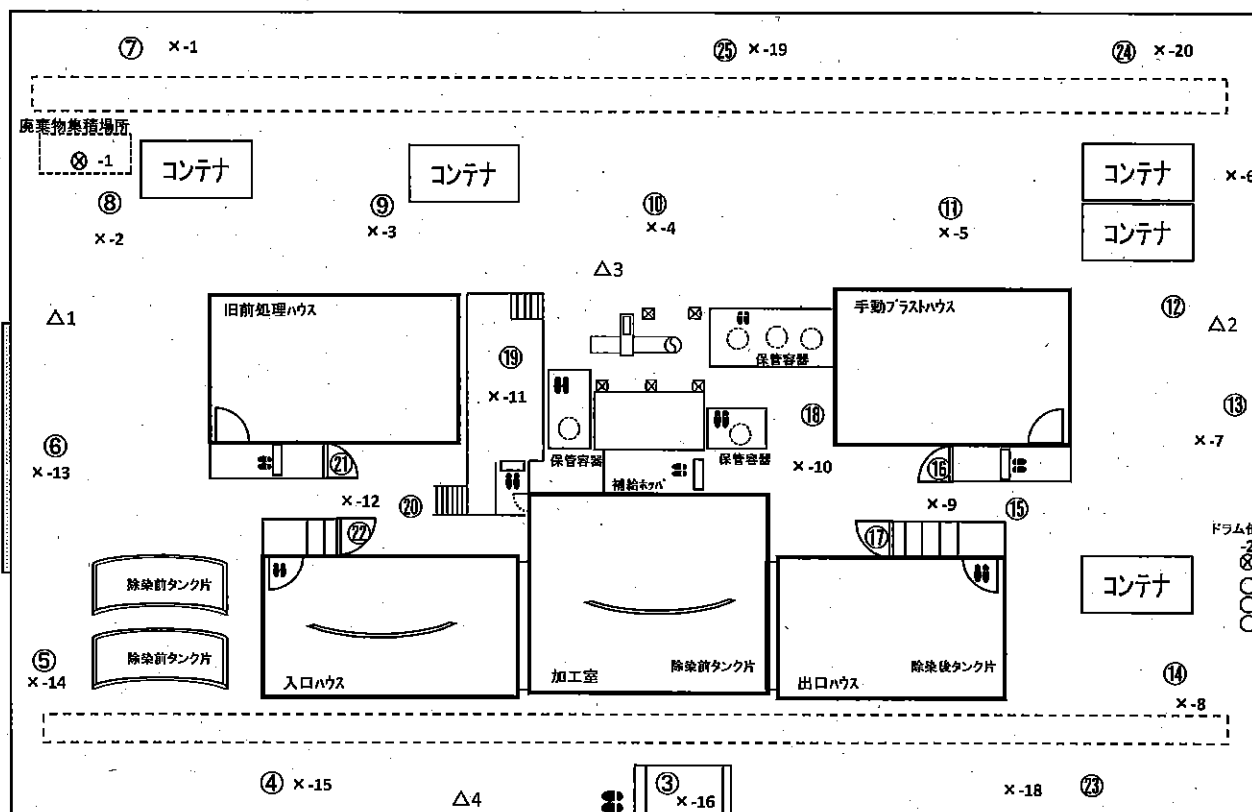 ⑦ ×-1
㉕ ×-19
㉔ ×-20
廃棄物集積場所
⊗ -1
コンテナ
コンテナ
コンテナ
×-6
⑧
×-2
⑨
×-3
⑩
×-4
⑪
×-5
コンテナ
△3
△1
旧前処理ハウス
手動ブラストハウス
⑫
△2
⑲
保管容器
×-11
⑱
⑬
⑥
×-13
㉑
保管容器
保管容器
補給ホッパ
×-10
⑯
×-7
×-12
⑳
×-9
⑮
㉒
⑰
-2
除染前タンク片
コンテナ
除染前タンク片
⑤
×-14
入口ハウス
加工室
除染前タンク片
出口ハウス
除染後タンク片
⑭
×-8
④ ×-15
△4
③
×-16
×-18 ㉓